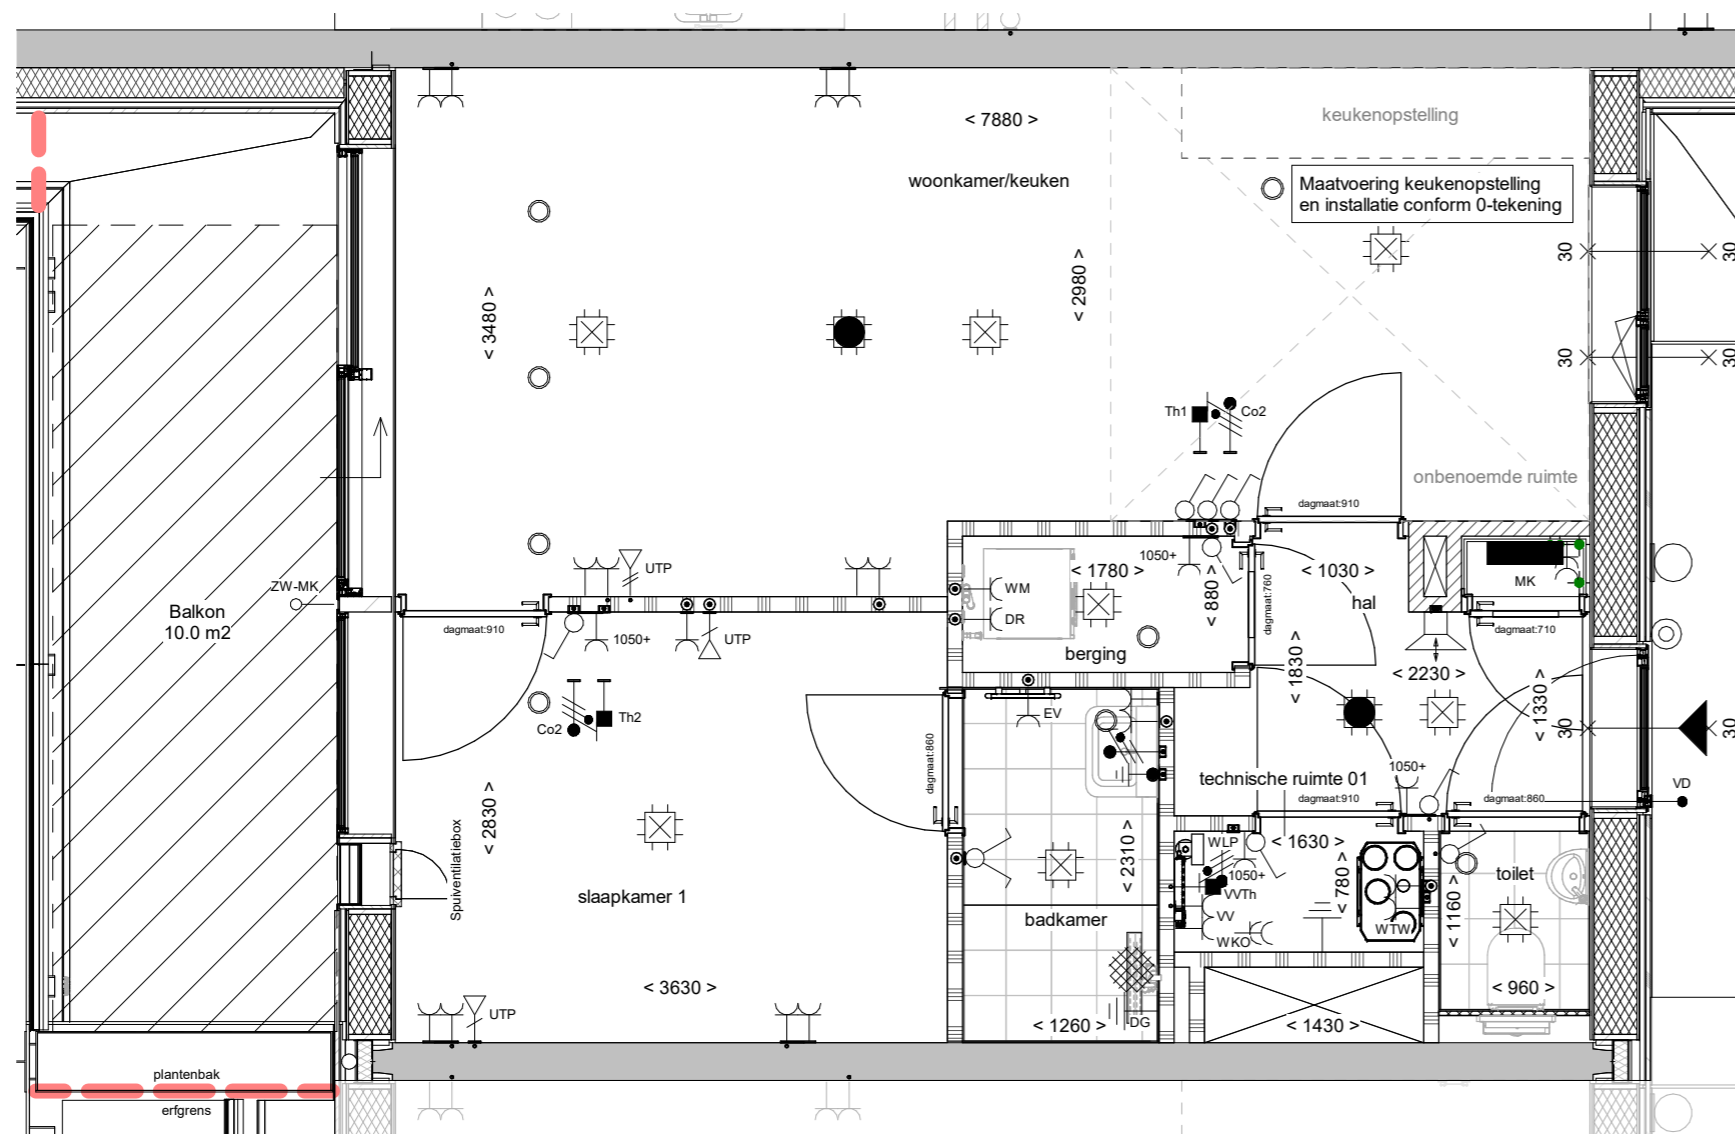 < 7880 >
keukenopstelling
woonkamer/keuken
Maatvoering keukenopstelling
en installatie conform 0-tekening
30
30
< 2980 >
< 3480 >
30
30
Th1
Co2
onbenoemde ruimte
dagmaat:910
1050+
UTP
ZW-MK
Balkon
10.0 m2
WM
DR
< 1780 >
< 880 >
dagmaat:760
< 1030 >
hal
MK
dagmaat:910
1050+
UTP
berging
dagmaat:710
< 1830 >
< 2230 >
< 1330 >
30
30
Co2
Th2
EV
dagmaat:860
technische ruimte 01
dagmaat:910
1050+
dagmaat:860
VD
< 2830 >
Spuiventilatiebox
slaapkamer 1
< 2310 >
badkamer
WLP
1050+
VVTh
VV
WKO
< 1630 >
< 780 >
WTW
< 1160 >
toilet
< 3630 >
UTP
< 1260 >
DG
< 1430 >
< 960 >
plantenbak
erfgrens